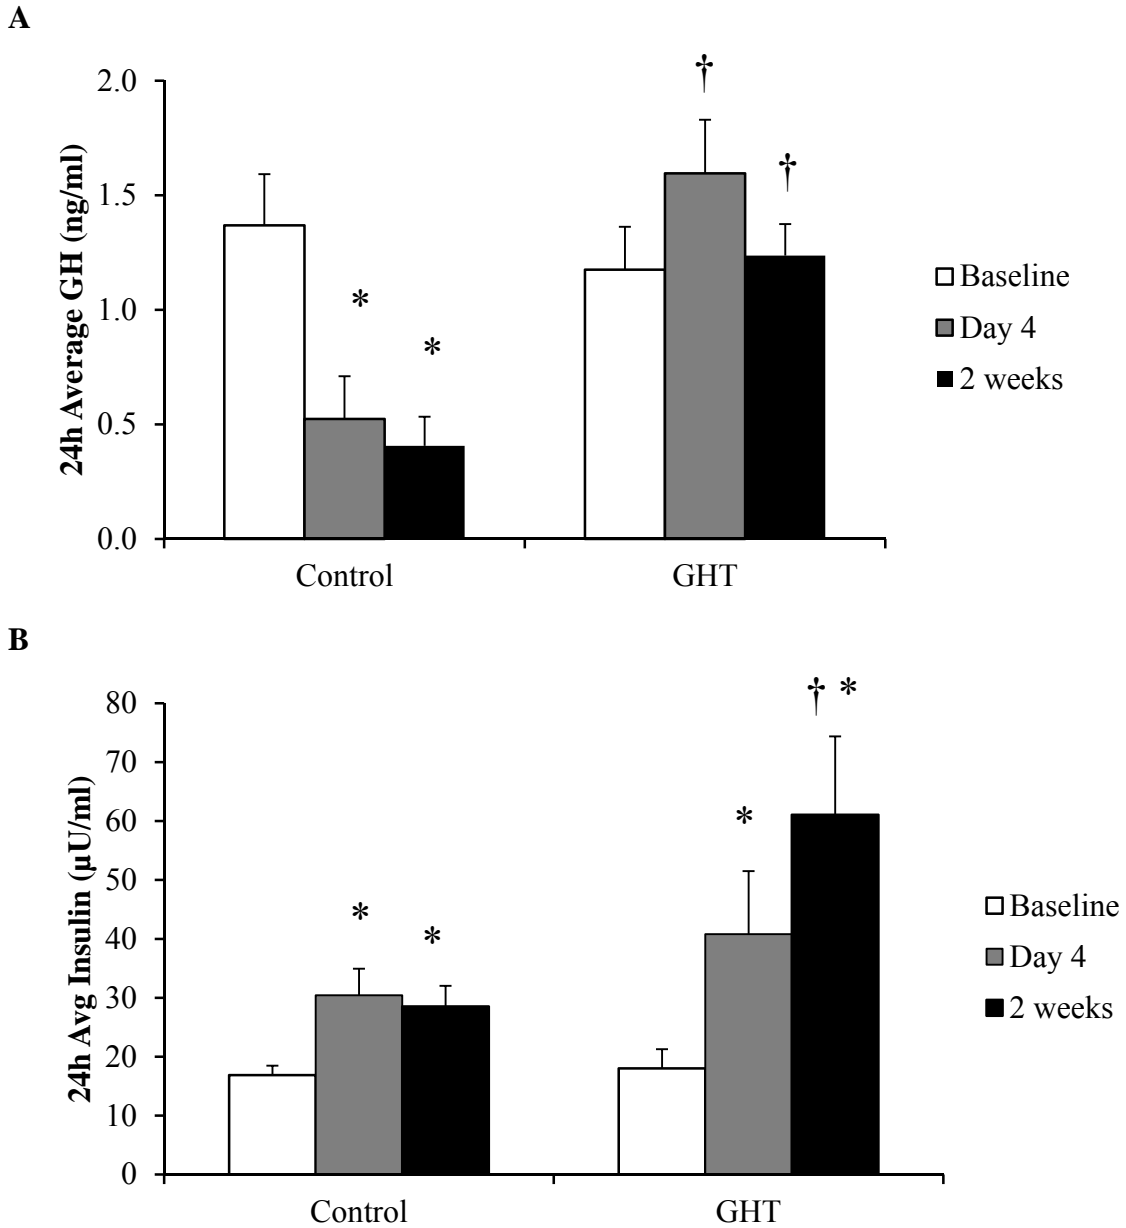 A
2.0
1.5
1.0
0.5
0.0
24h Average GH (ng/ml)
*
*
†
†
Control
GHT
Baseline
Day 4
2 weeks
B
80
70
60
50
40
30
20
10
0
24h Avg Insulin (µU/ml)
*
*
*
† *
Control
GHT
Baseline
Day 4
2 weeks